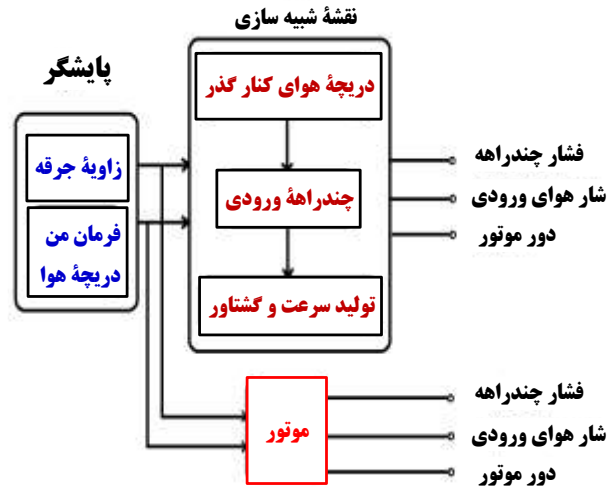 نقشهٔ شبیه سازی
پایشگر
دریچهٔ هوای کنار گذر
زاویهٔ جرقه
فرمان من
دریچهٔ هوا
چندراههٔ ورودی
تولید سرعت و گشتاور
فشار چندراهه
شار هوای ورودی
دور موتور
موتور
فشار چندراهه
شار هوای ورودی
دور موتور